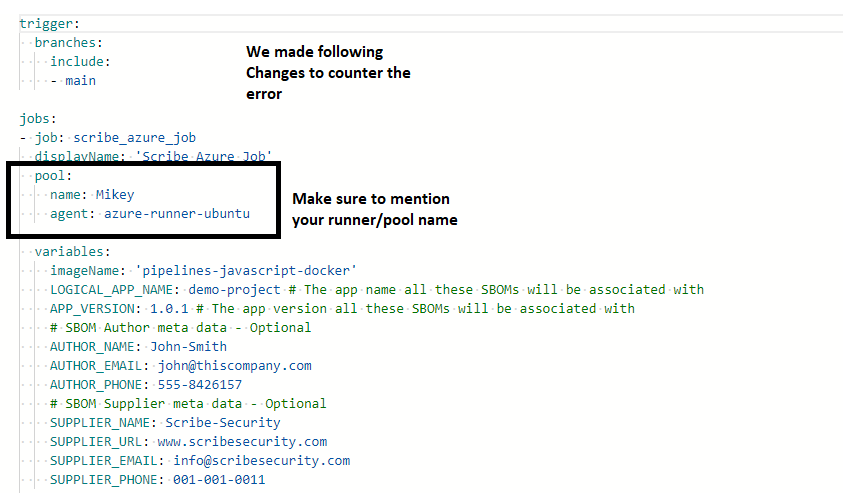 trigger:
  branches:
    include:
    - main
We made following
Changes to counter the
error
jobs:
- job: scribe_azure_job
  displayName: 'Scribe Azure Job'
  pool:
    name: Mikey
    agent: azure-runner-ubuntu
Make sure to mention
your runner/pool name
  variables:
    imageName: 'pipelines-javascript-docker'
    LOGICAL_APP_NAME: demo-project # The app name all these SBOMs will be associated with
    APP_VERSION: 1.0.1 # The app version all these SBOMs will be associated with
    # SBOM Author meta data - Optional
    AUTHOR_NAME: John-Smith
    AUTHOR_EMAIL: john@thiscompany.com
    AUTHOR_PHONE: 555-8426157
    # SBOM Supplier meta data - Optional
    SUPPLIER_NAME: Scribe-Security
    SUPPLIER_URL: www.scribesecurity.com
    SUPPLIER_EMAIL: info@scribesecurity.com
    SUPPLIER_PHONE: 001-001-0011